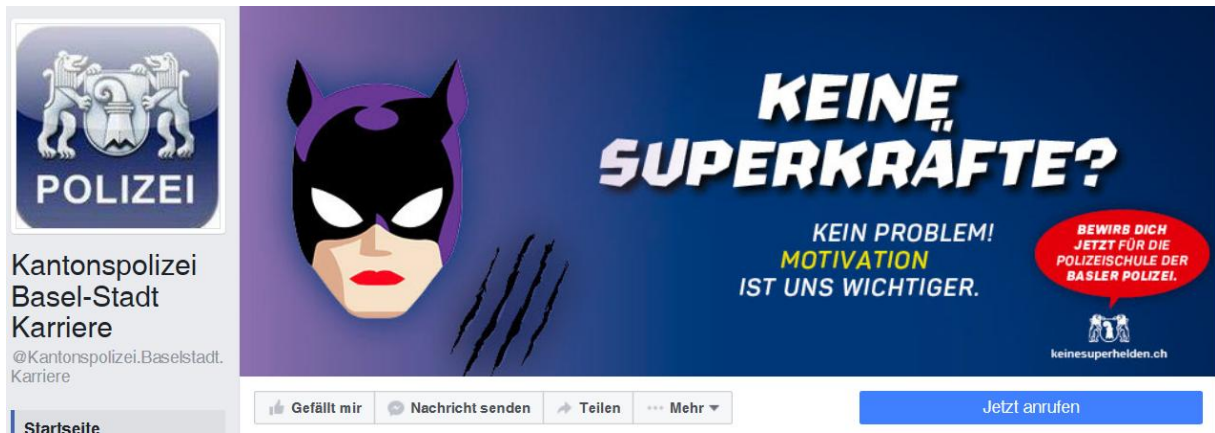 POLIZEI
Kantonspolizei
Basel-Stadt
Karriere
@Kantonspolizei.Baselstadt.
Karriere
Startseite
KEINE
SUPERKRÄFTE?
KEIN PROBLEM!
MOTIVATION
IST UNS WICHTIGER.
BEWIRB DICH
JETZT FÜR DIE
POLIZEISCHULE DER
BASLER POLIZEI.
keinesuperhelden.ch
Gefällt mir
Nachricht senden
Teilen
Mehr
Jetzt anrufen